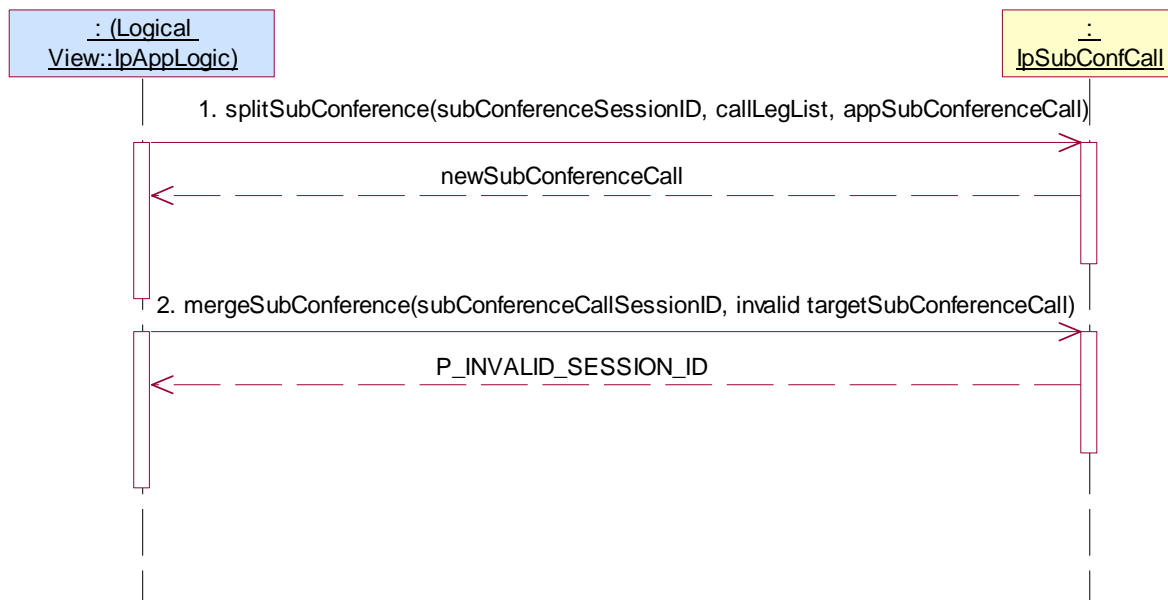 : (Logical
View::IpAppLogic)
:
IpSubConfCall
1. splitSubConference(subConferenceSessionID, callLegList, appSubConferenceCall)
newSubConferenceCall
2. mergeSubConference(subConferenceCallSessionID, invalid targetSubConferenceCall)
P_INVALID_SESSION_ID